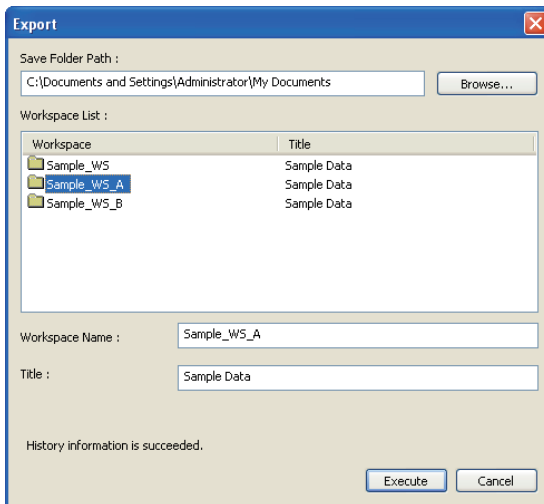 Export
Save Folder Path :
C:\Documents and Settings\Administrator\My Documents
Browse...
Workspace List :
Workspace Title
Sample_WS Sample Data
Sample_WS_A Sample Data
Sample_WS_B Sample Data
Workspace Name : Sample_WS_A
Title : Sample Data
History information is succeeded.
Execute Cancel